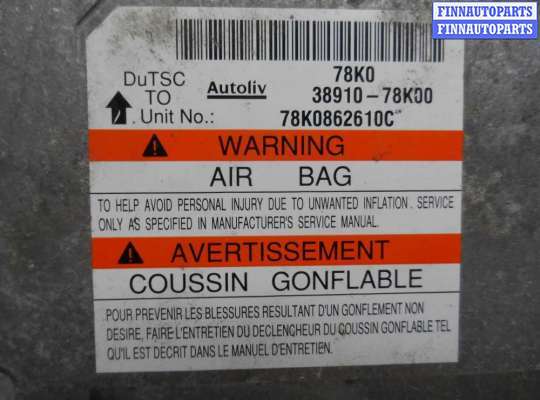 FINNAUTOPARTS
FINNAUTOPARTS
78K0
DuTSC Autoliv 38910-78K00
TO
Unit No.: 78K0862610C
WARNING
AIR BAG
TO HELP AVOID PERSONAL INJURY DUE TO UNWANTED INFLATION. SERVICE
ONLY AS SPECIFIED IN MANUFACTURER'S SERVICE MANUAL.
AVERTISSEMENT
COUSSIN GONFLABLE
POUR PREVENIR LES BLESSURES RESULTANT D'UN GONFLEMENT NON
DESIRE, FAIRE L'ENTRETIEN DU DECLENCHEUR DU COUSSIN GONFLABLE TEL
QU'IL EST DECRIT DANS LE MANUEL D'ENTRETIEN.